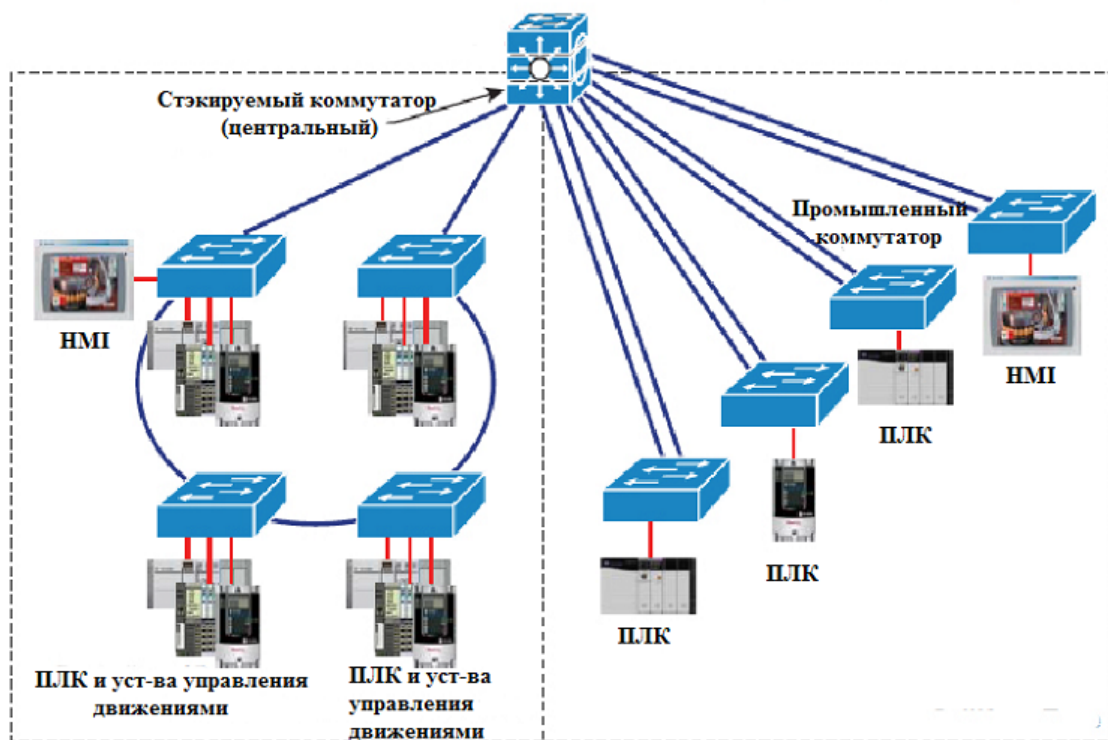 Стэкируемый коммутатор
(центральный)
Промышленный
коммутатор
HMI
HMI
ПЛК
ПЛК
ПЛК
ПЛК и уст-ва управления
движениями
ПЛК и уст-ва
управления
движениями